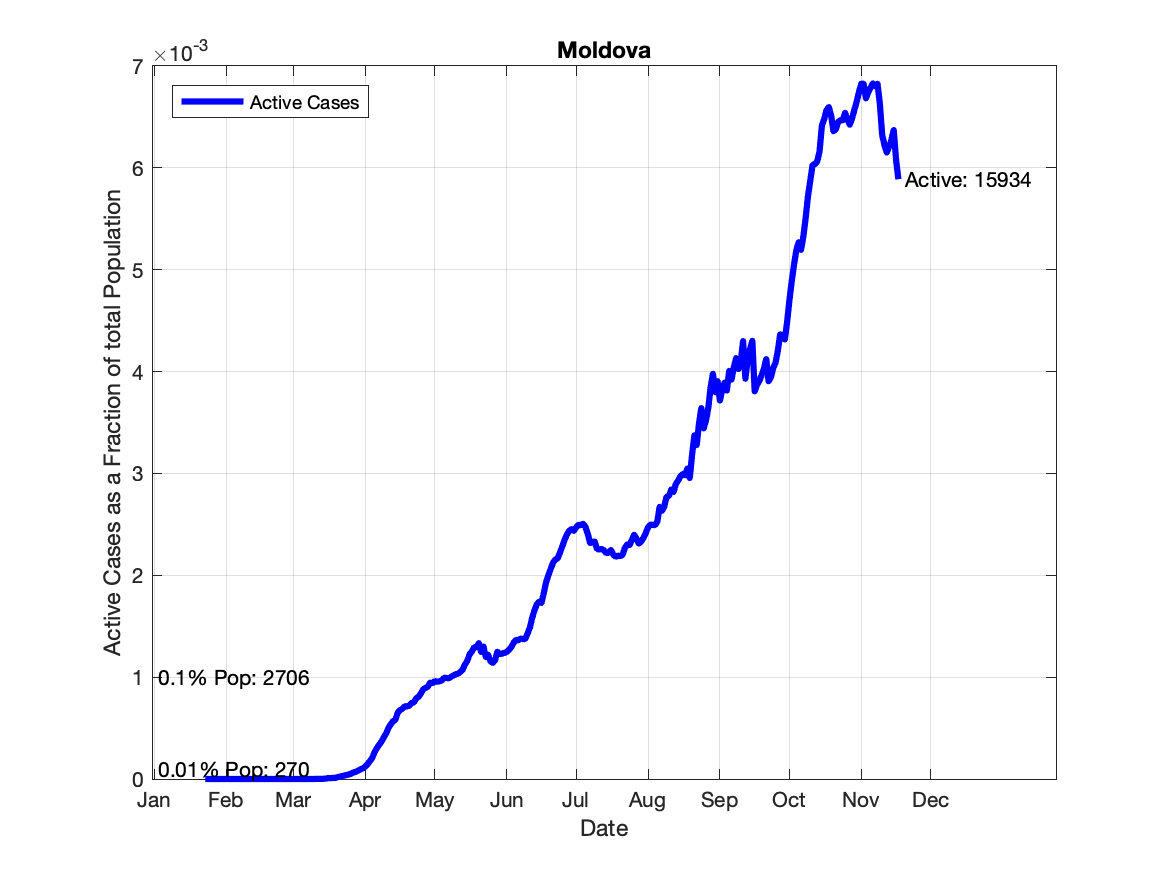 Moldova
×10-3
Active Cases
7
6
5
4
3
2
1
0
Active Cases as a Fraction of total Population
Active: 15934
0.1% Pop: 2706
0.01% Pop: 270
Jan Feb Mar Apr May Jun Jul Aug Sep Oct Nov Dec
Date